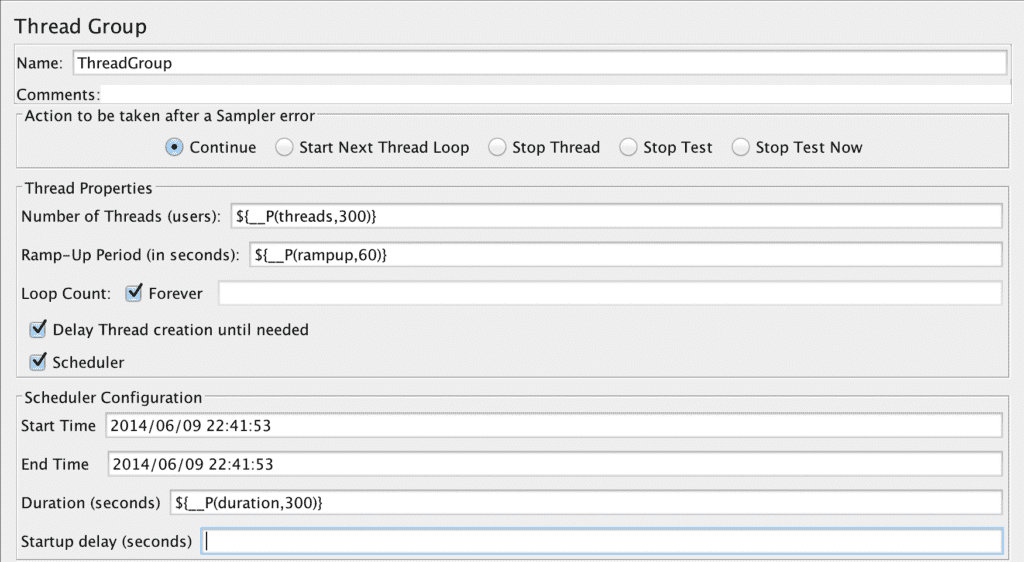 Thread Group
Name: ThreadGroup
Comments:
Action to be taken after a Sampler error
Continue Start Next Thread Loop Stop Thread Stop Test Stop Test Now
Thread Properties
Number of Threads (users): ${__P(threads,300)}
Ramp-Up Period (in seconds): ${__P(rampup,60)}
Loop Count: Forever
Delay Thread creation until needed
Scheduler
Scheduler Configuration
Start Time 2014/06/09 22:41:53
End Time 2014/06/09 22:41:53
Duration (seconds) ${__P(duration,300)}
Startup delay (seconds)